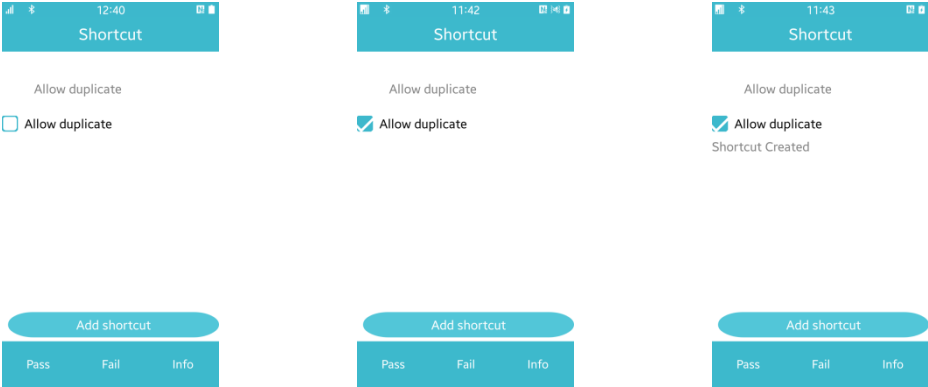 12:40
Shortcut
Allow duplicate
Allow duplicate
Add shortcut
Pass Fail Info
11:42
Shortcut
Allow duplicate
Allow duplicate
Add shortcut
Pass Fail Info
11:43
Shortcut
Allow duplicate
Allow duplicate
Shortcut Created
Add shortcut
Pass Fail Info